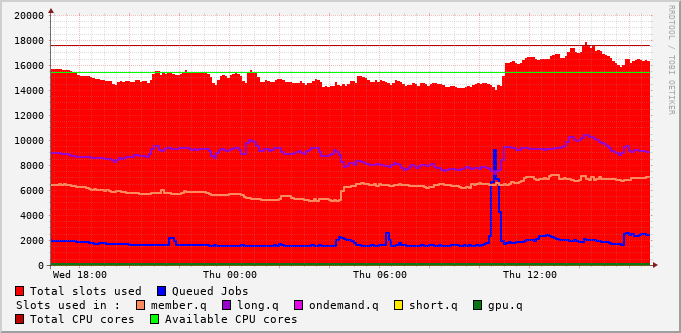 20000
18000
16000
14000
12000
10000
8000
6000
4000
2000
0
Wed 18:00 Thu 00:00 Thu 06:00 Thu 12:00
RRDTOOL / TOBI OETIKER
Total slots used Queued Jobs
Slots used in : member.q long.q ondemand.q short.q gpu.q
Total CPU cores Available CPU cores